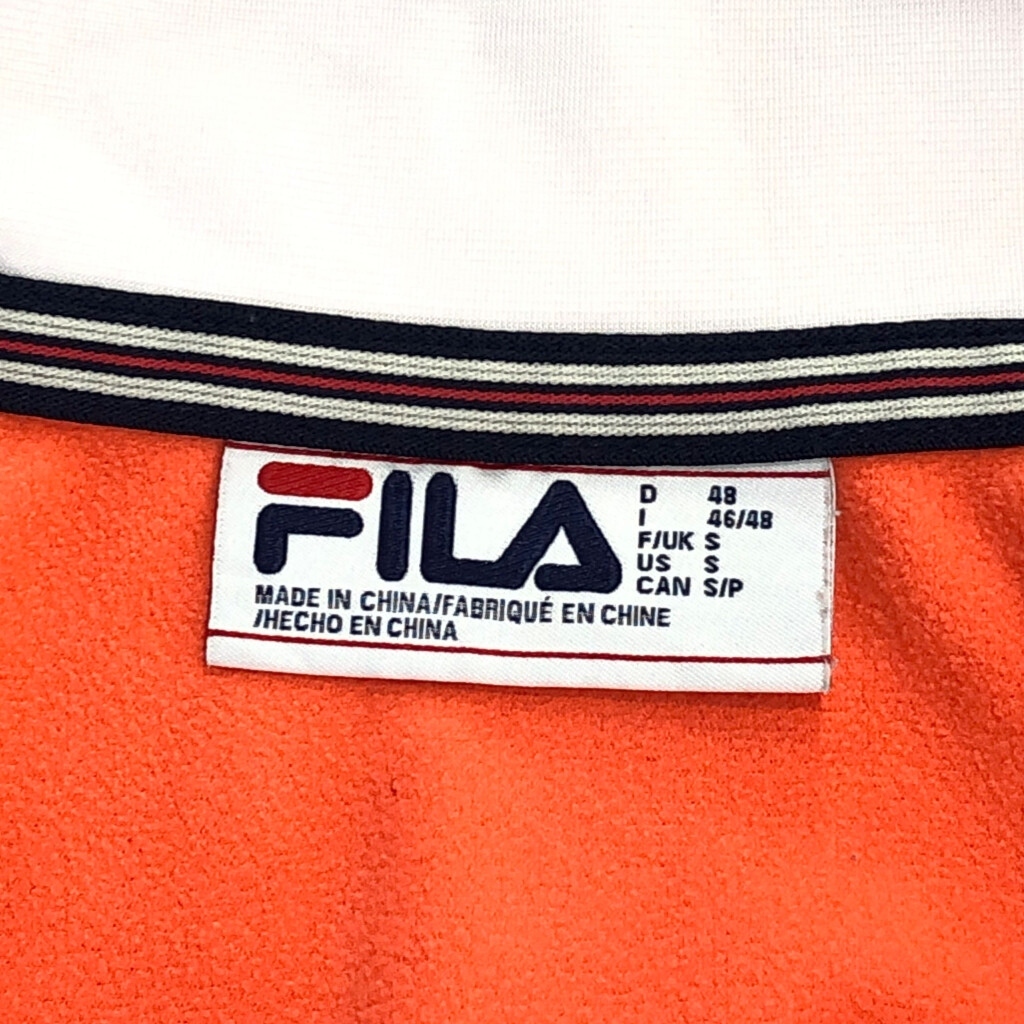 FILA
D 48
I 46/48
F/UK S
US S
CAN S/P
MADE IN CHINA/FABRIQUÉ EN CHINE
/HECHO EN CHINA